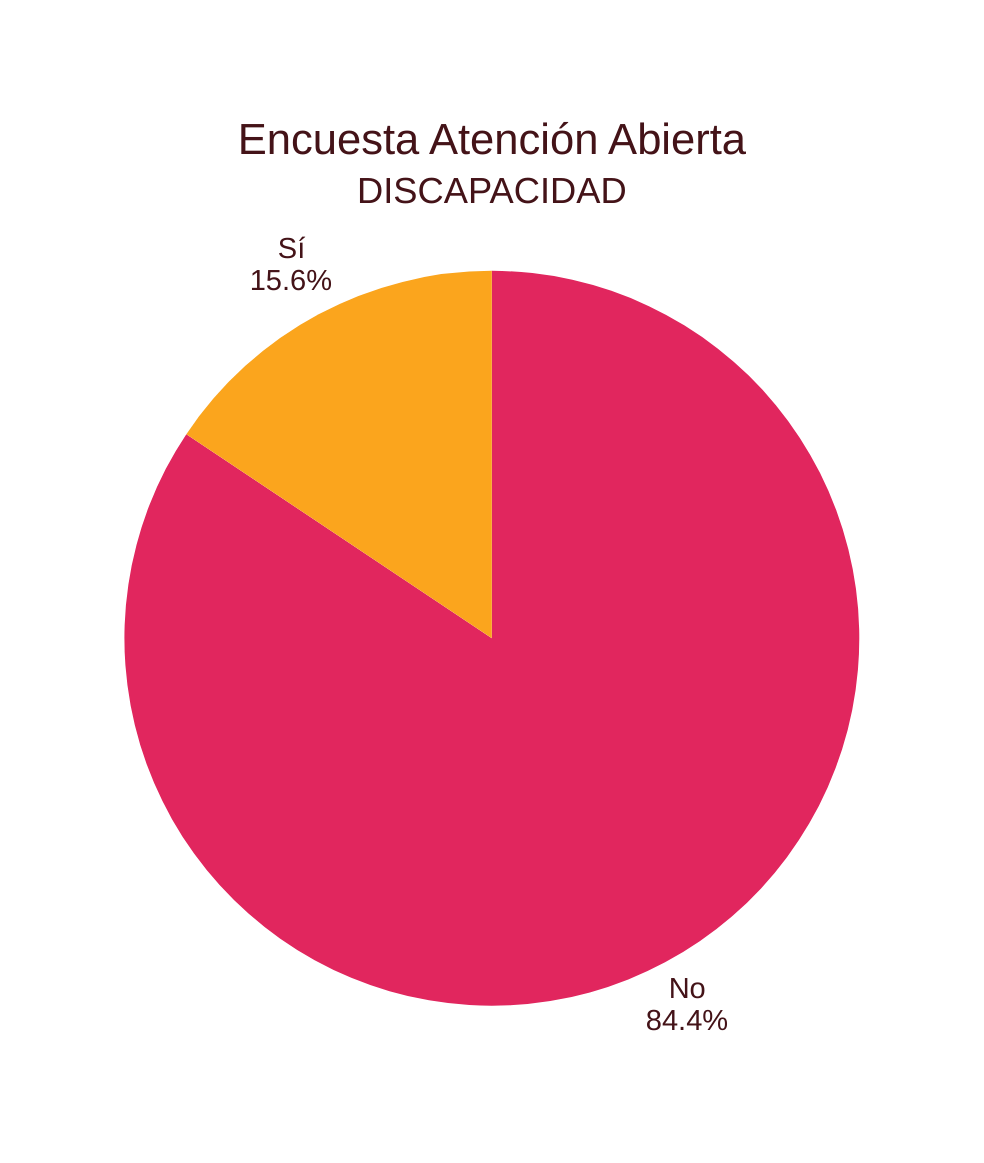 Encuesta Atención Abierta
DISCAPACIDAD
Sí
15.6%
No
84.4%